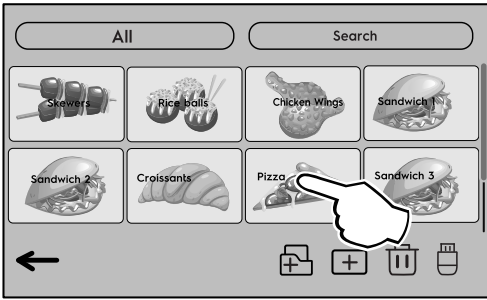 All
Search
Skewers
Rice balls
Chicken Wings
Sandwich 1
Sandwich 2
Croissants
Pizza
Sandwich 3